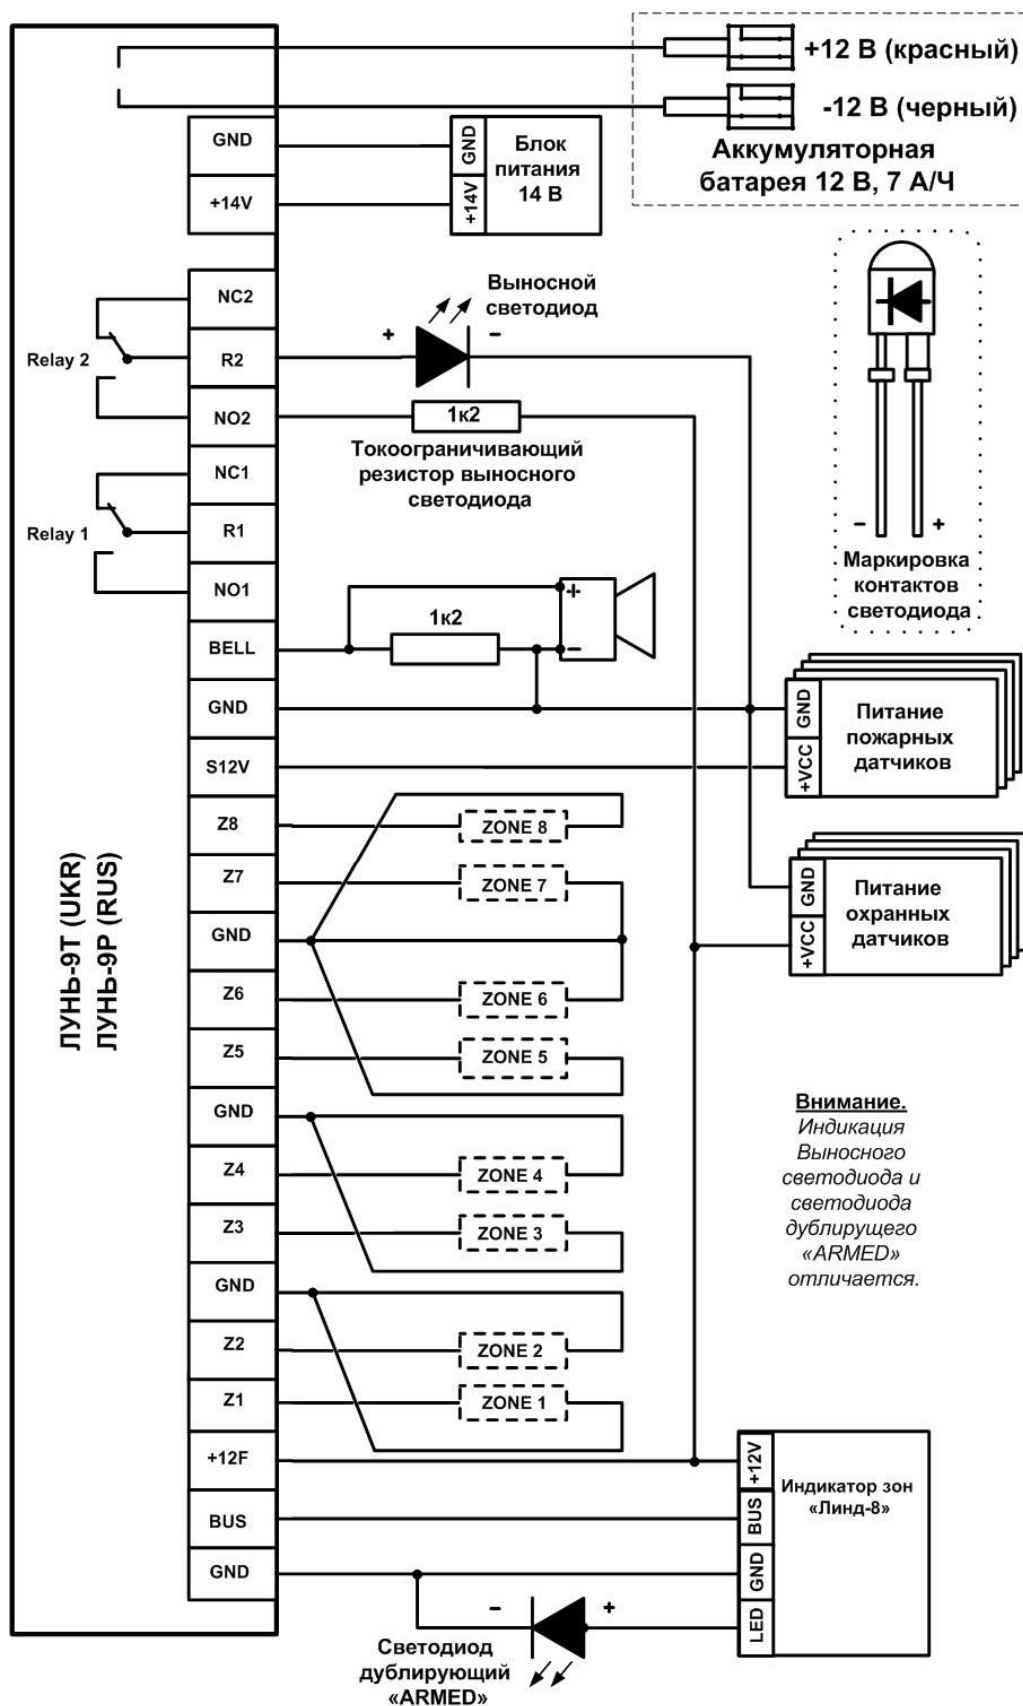 +12 В (красный)
-12 В (черный)
Аккумуляторная
батарея 12 В, 7 А/Ч
GND
+14V
GND
+14V
Блок
питания
14 В
NC2
R2
NO2
Relay 2
Выносной
светодиод
+
-
1к2
Токоограничивающий
резистор выносного
светодиода
NC1
R1
NO1
Relay 1
-
+
Маркировка
контактов
светодиода
BELL
1к2
+
-
GND
S12V
GND
+VCC
Питание
пожарных
датчиков
Z8
ZONE 8
Z7
ZONE 7
GND
Z6
ZONE 6
Z5
ZONE 5
GND
+VCC
Питание
охранных
датчиков
ЛУНЬ-9Т (UKR)
ЛУНЬ-9Р (RUS)
GND
Z4
ZONE 4
Z3
ZONE 3
GND
Z2
ZONE 2
Z1
ZONE 1
Внимание.
Индикация
Выносного
светодиода и
светодиода
дублирущего
«ARMED»
отличается.
+12F
BUS
GND
+12V
BUS
GND
LED
Индикатор зон
«Линд-8»
-
+
Светодиод
дублирующий
«ARMED»